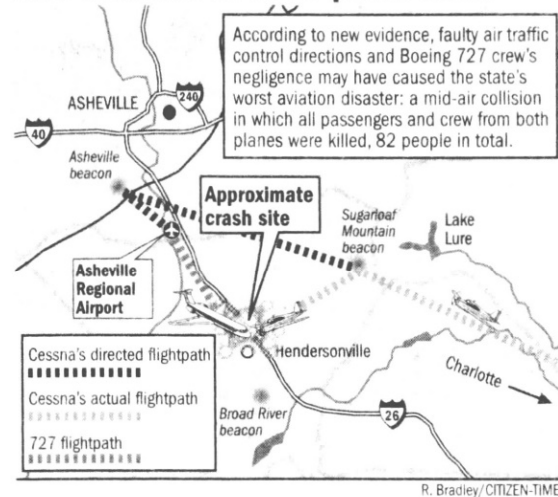 According to new evidence, faulty air traffic
control directions and Boeing 727 crew's
negligence may have caused the state's
worst aviation disaster: a mid-air collision
in which all passengers and crew from both
planes were killed, 82 people in total.
ASHEVILLE
240
40
Asheville
beacon
Approximate
crash site
Sugarloaf
Mountain
beacon
Lake
Lure
Asheville
Regional
Airport
Cessna's directed flightpath
Cessna's actual flightpath
727 flightpath
Hendersonville
Charlotte
Broad River
beacon
26
R. Bradley/CITIZEN-TIME